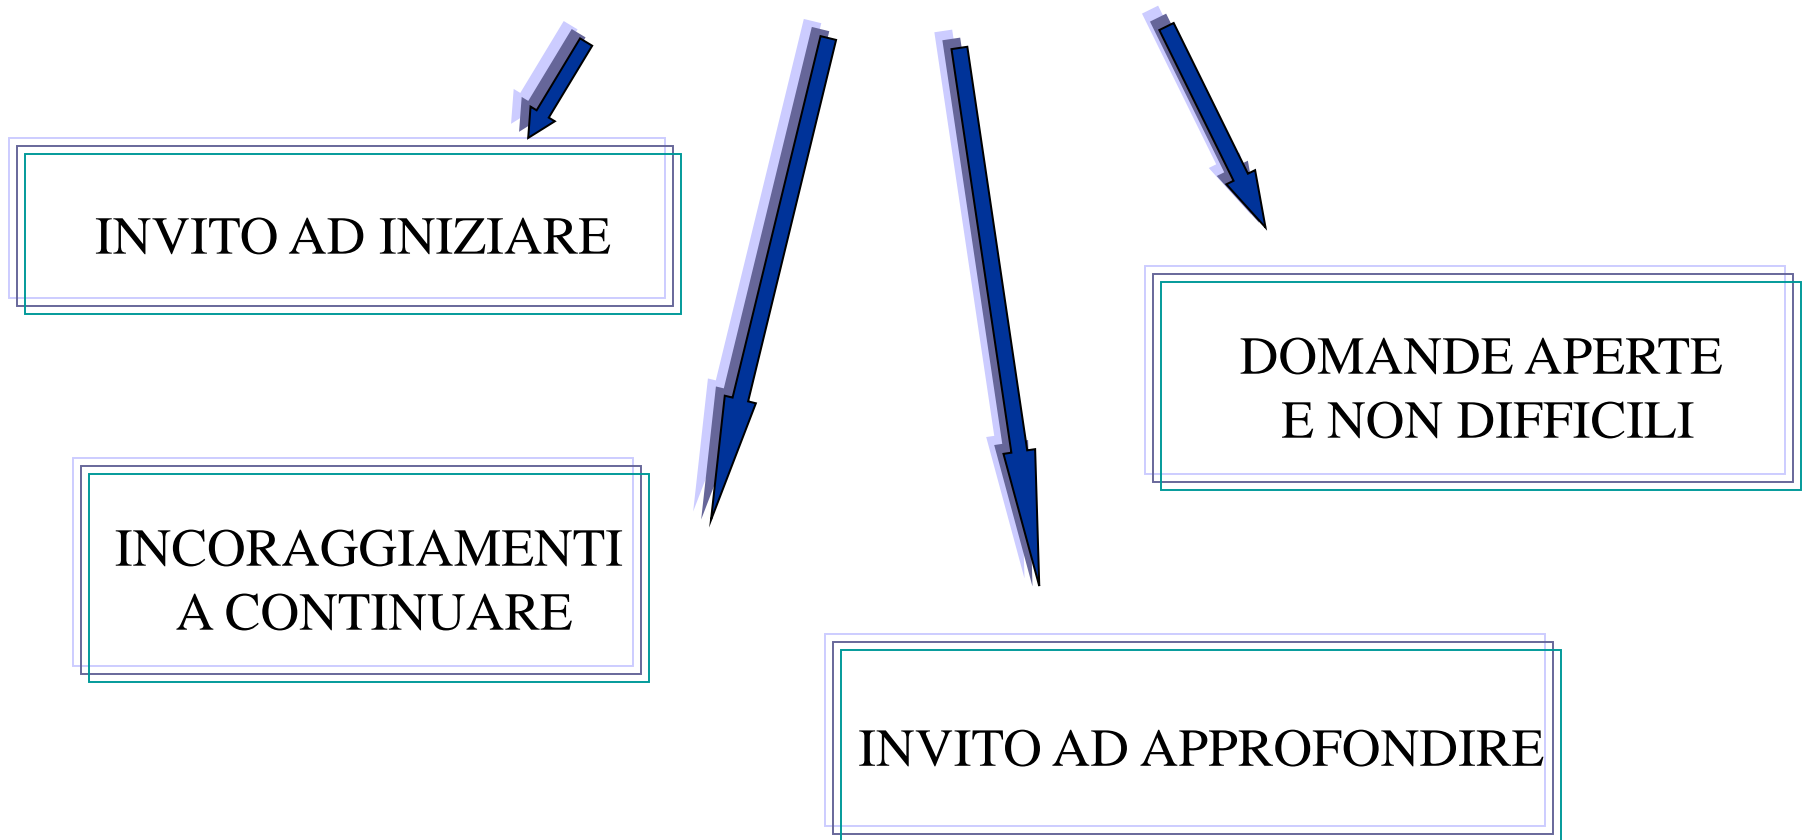 INVITO AD INIZIARE
DOMANDE APERTE
E NON DIFFICILI
INCORAGGIAMENTI
A CONTINUARE
INVITO AD APPROFONDIRE